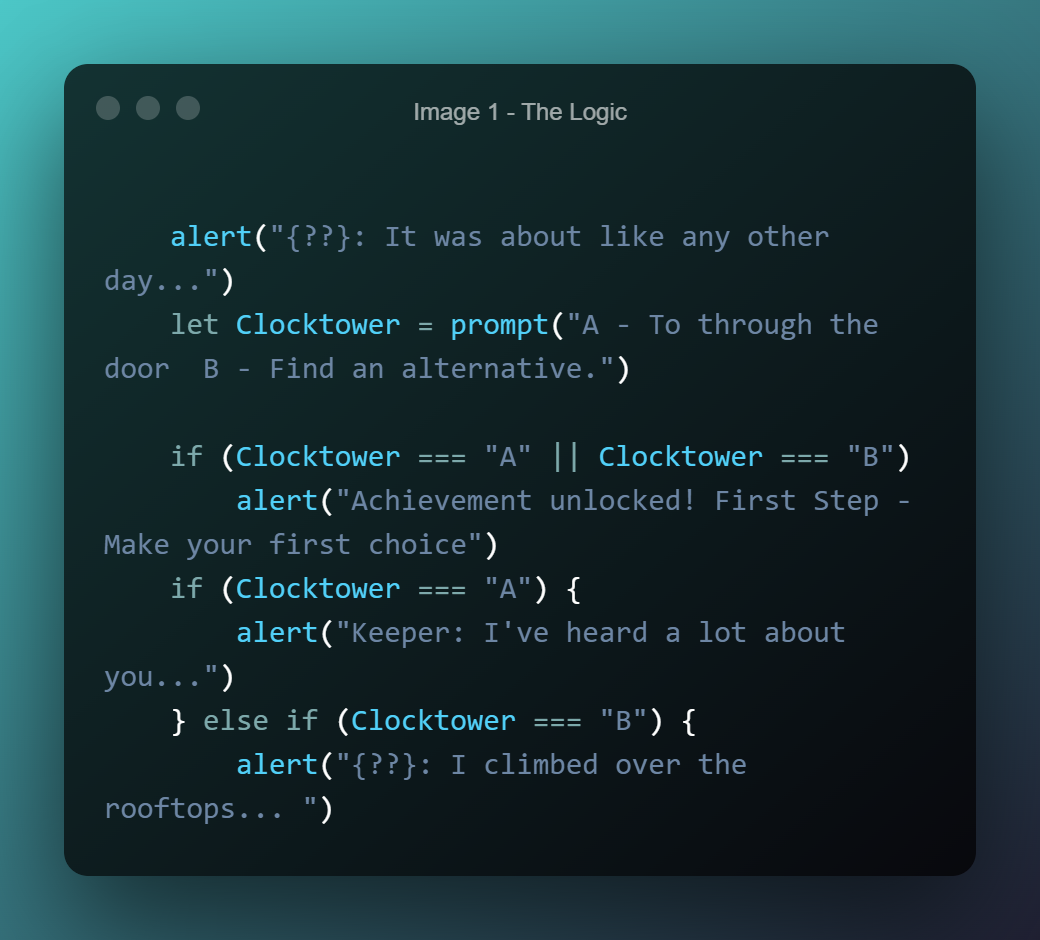 Image 1 - The Logic
alert("{??}: It was about like any other
day...")
let Clocktower = prompt("A - To through the
door  B - Find an alternative.")
if (Clocktower === "A" || Clocktower === "B")
alert("Achievement unlocked! First Step -
Make your first choice")
if (Clocktower === "A") {
alert("Keeper: I've heard a lot about
you...")
} else if (Clocktower === "B") {
alert("{??}: I climbed over the
rooftops... ")